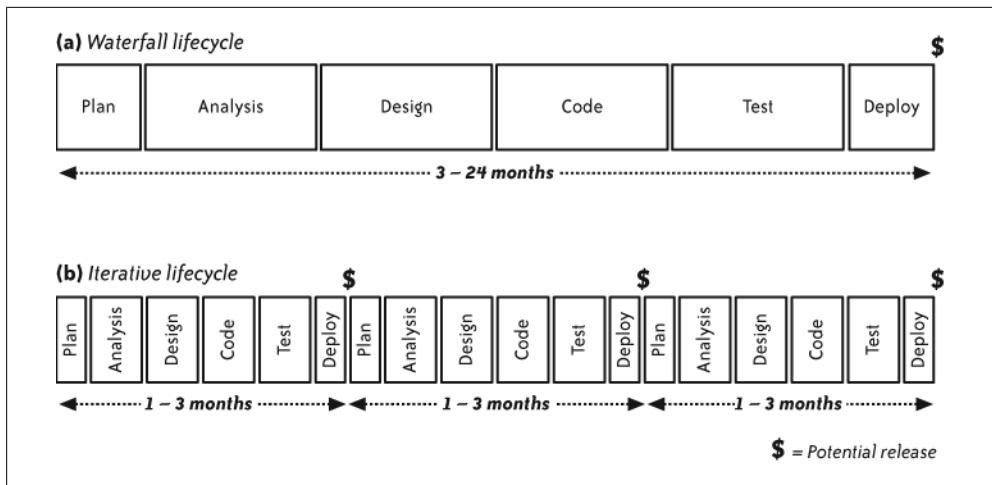 (a) Waterfall lifecycle
$
Plan Analysis Design Code Test Deploy
3 – 24 months
(b) Iterative lifecycle
$ $ $
Plan Analysis Design Code Test Deploy Plan Analysis Design Code Test Deploy Plan Analysis Design Code Test Deploy
1 – 3 months 1 – 3 months 1 – 3 months
$ = Potential release